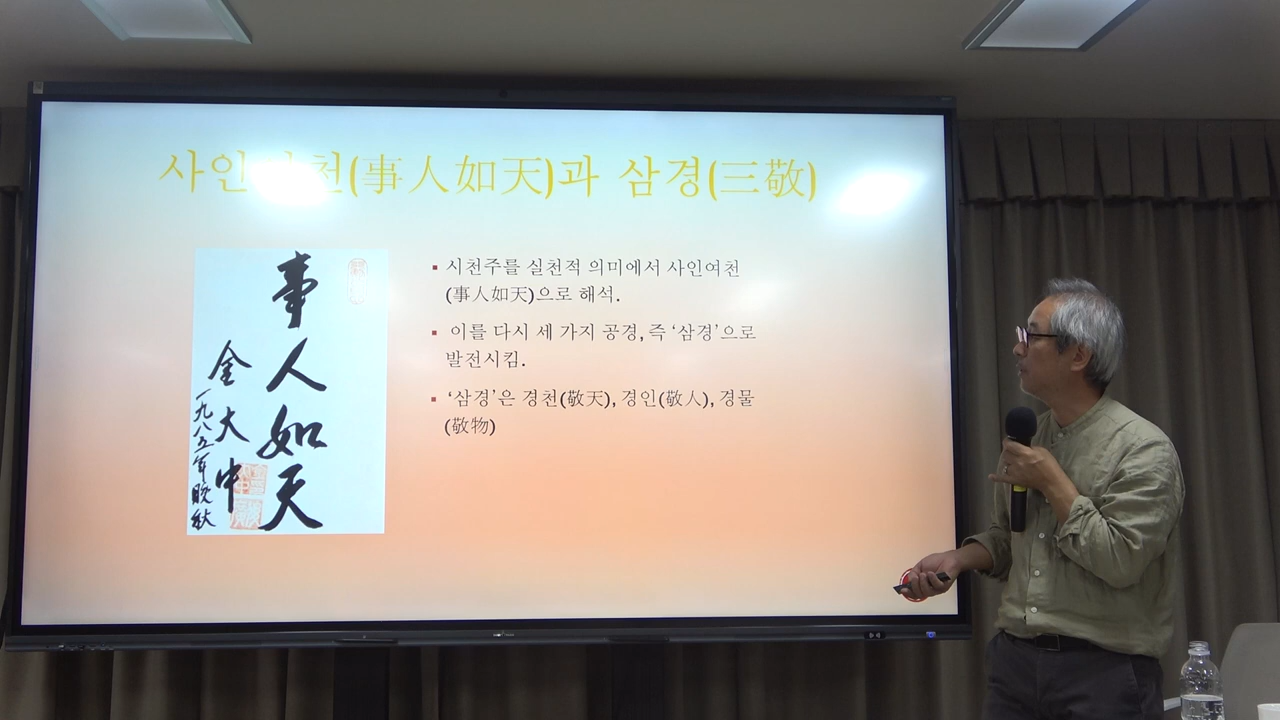 사인여천(事人如天)과 삼경(三敬)
事人如天
金大中
一九八五年晩秋
▪ 시천주를 실천적 의미에서 사인여천
(事人如天)으로 해석.
▪ 이를 다시 세 가지 공경, 즉 ‘삼경’으로
발전시킴.
▪ ‘삼경’은 경천(敬天), 경인(敬人), 경물
(敬物)